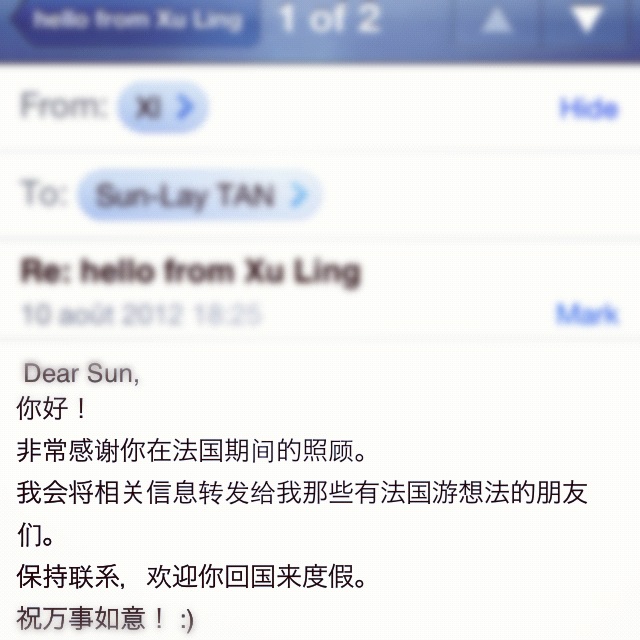 hello from Xu Ling 1 of 2
From: Xi Hide
To: Sun-Lay TAN
Re: hello from Xu Ling
10 août 2012 18:25 Mark
Dear Sun,
你好！
非常感谢你在法国期间的照顾。
我会将相关信息转发给我那些有法国游想法的朋友
们。
保持联系，欢迎你回国来度假。
祝万事如意！ :)